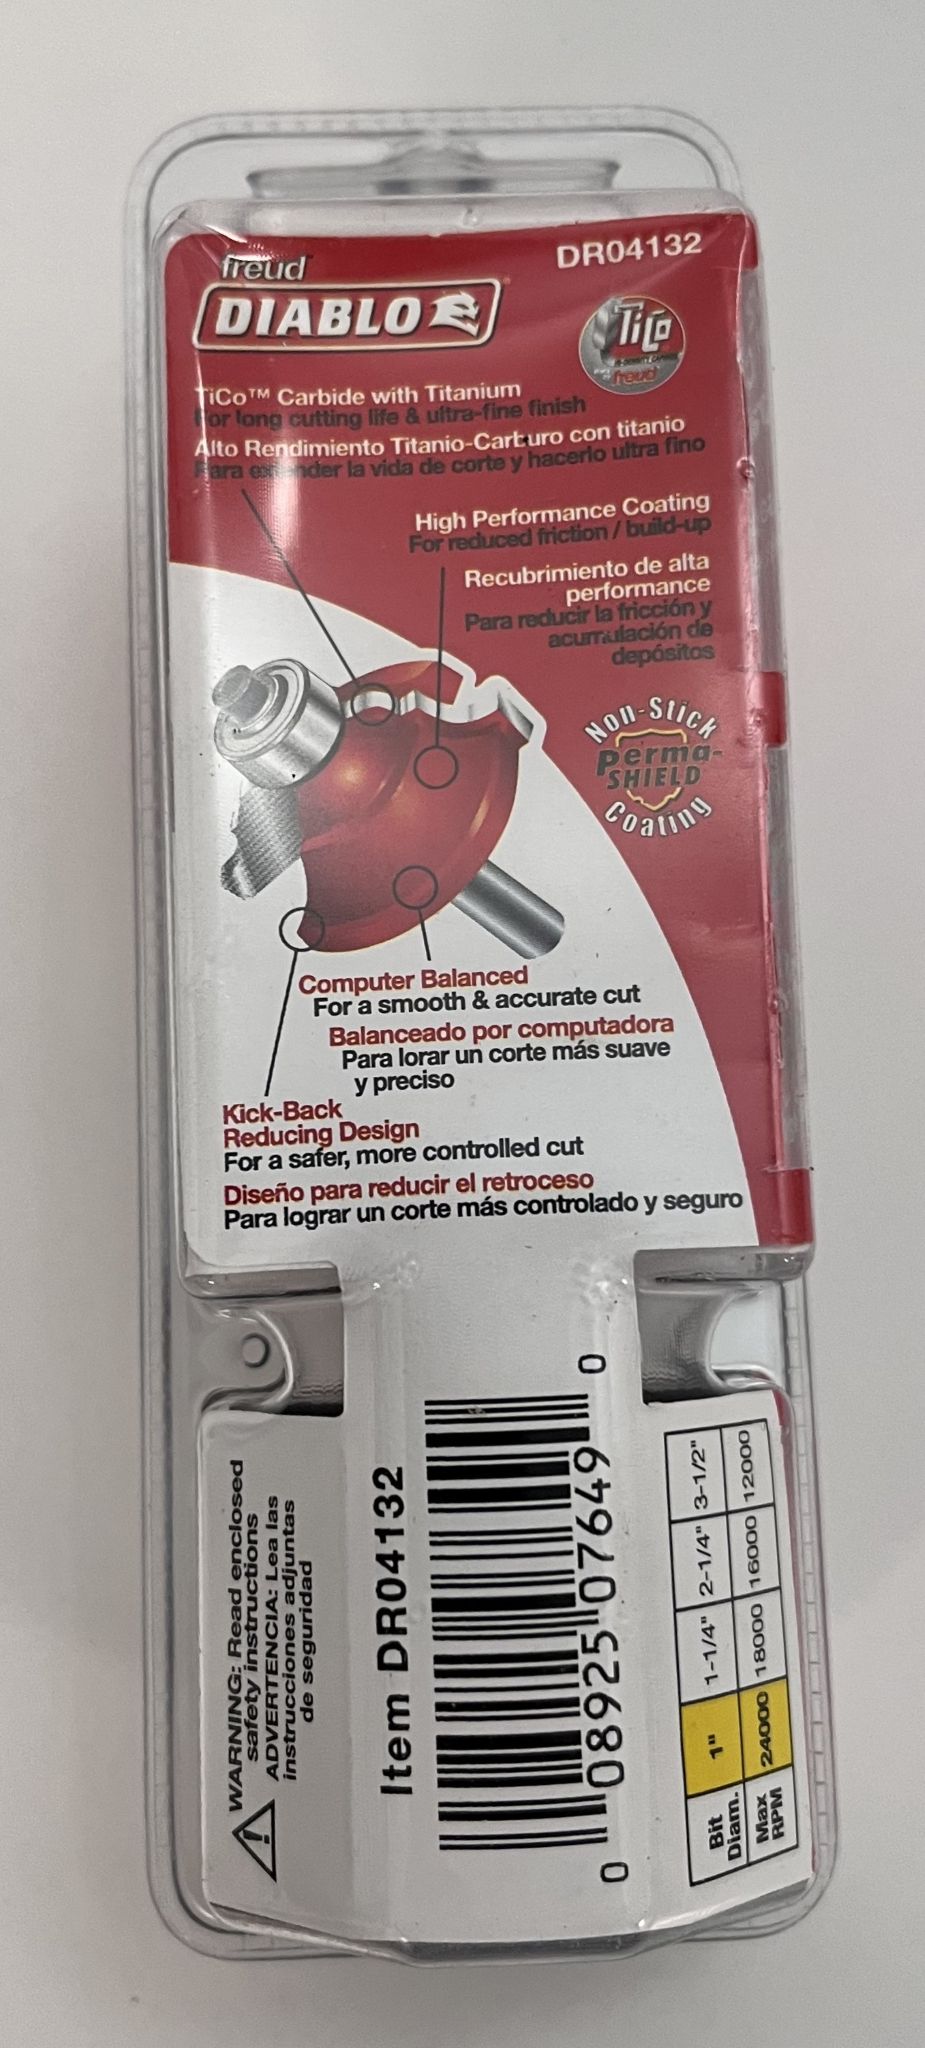 freud
DR04132
DIABLO
TiCo
freud
TiCo™ Carbide with Titanium
For long cutting life & ultra-fine finish
Alto Rendimiento Titanio-Carburo con titanio
Para extender la vida de corte y hacerlo ultra fino
High Performance Coating
For reduced friction / build-up
Recubrimiento de alta
performance
Para reducir la fricción y
acumulación de
depósitos
Non-Stick
Perma-
SHIELD
Coating
Computer Balanced
For a smooth & accurate cut
Balanceado por computadora
Para lorar un corte más suave
y preciso
Kick-Back
Reducing Design
For a safer, more controlled cut
Diseño para reducir el retroceso
Para lograr un corte más controlado y seguro
WARNING: Read enclosed
safety instructions
ADVERTENCIA: Lea las
instrucciones adjuntas
de seguridad
Item DR04132
0 08925 07649 0
Bit Diam. 1" 1-1/4" 2-1/4" 3-1/2"
Max RPM 24000 18000 16000 12000